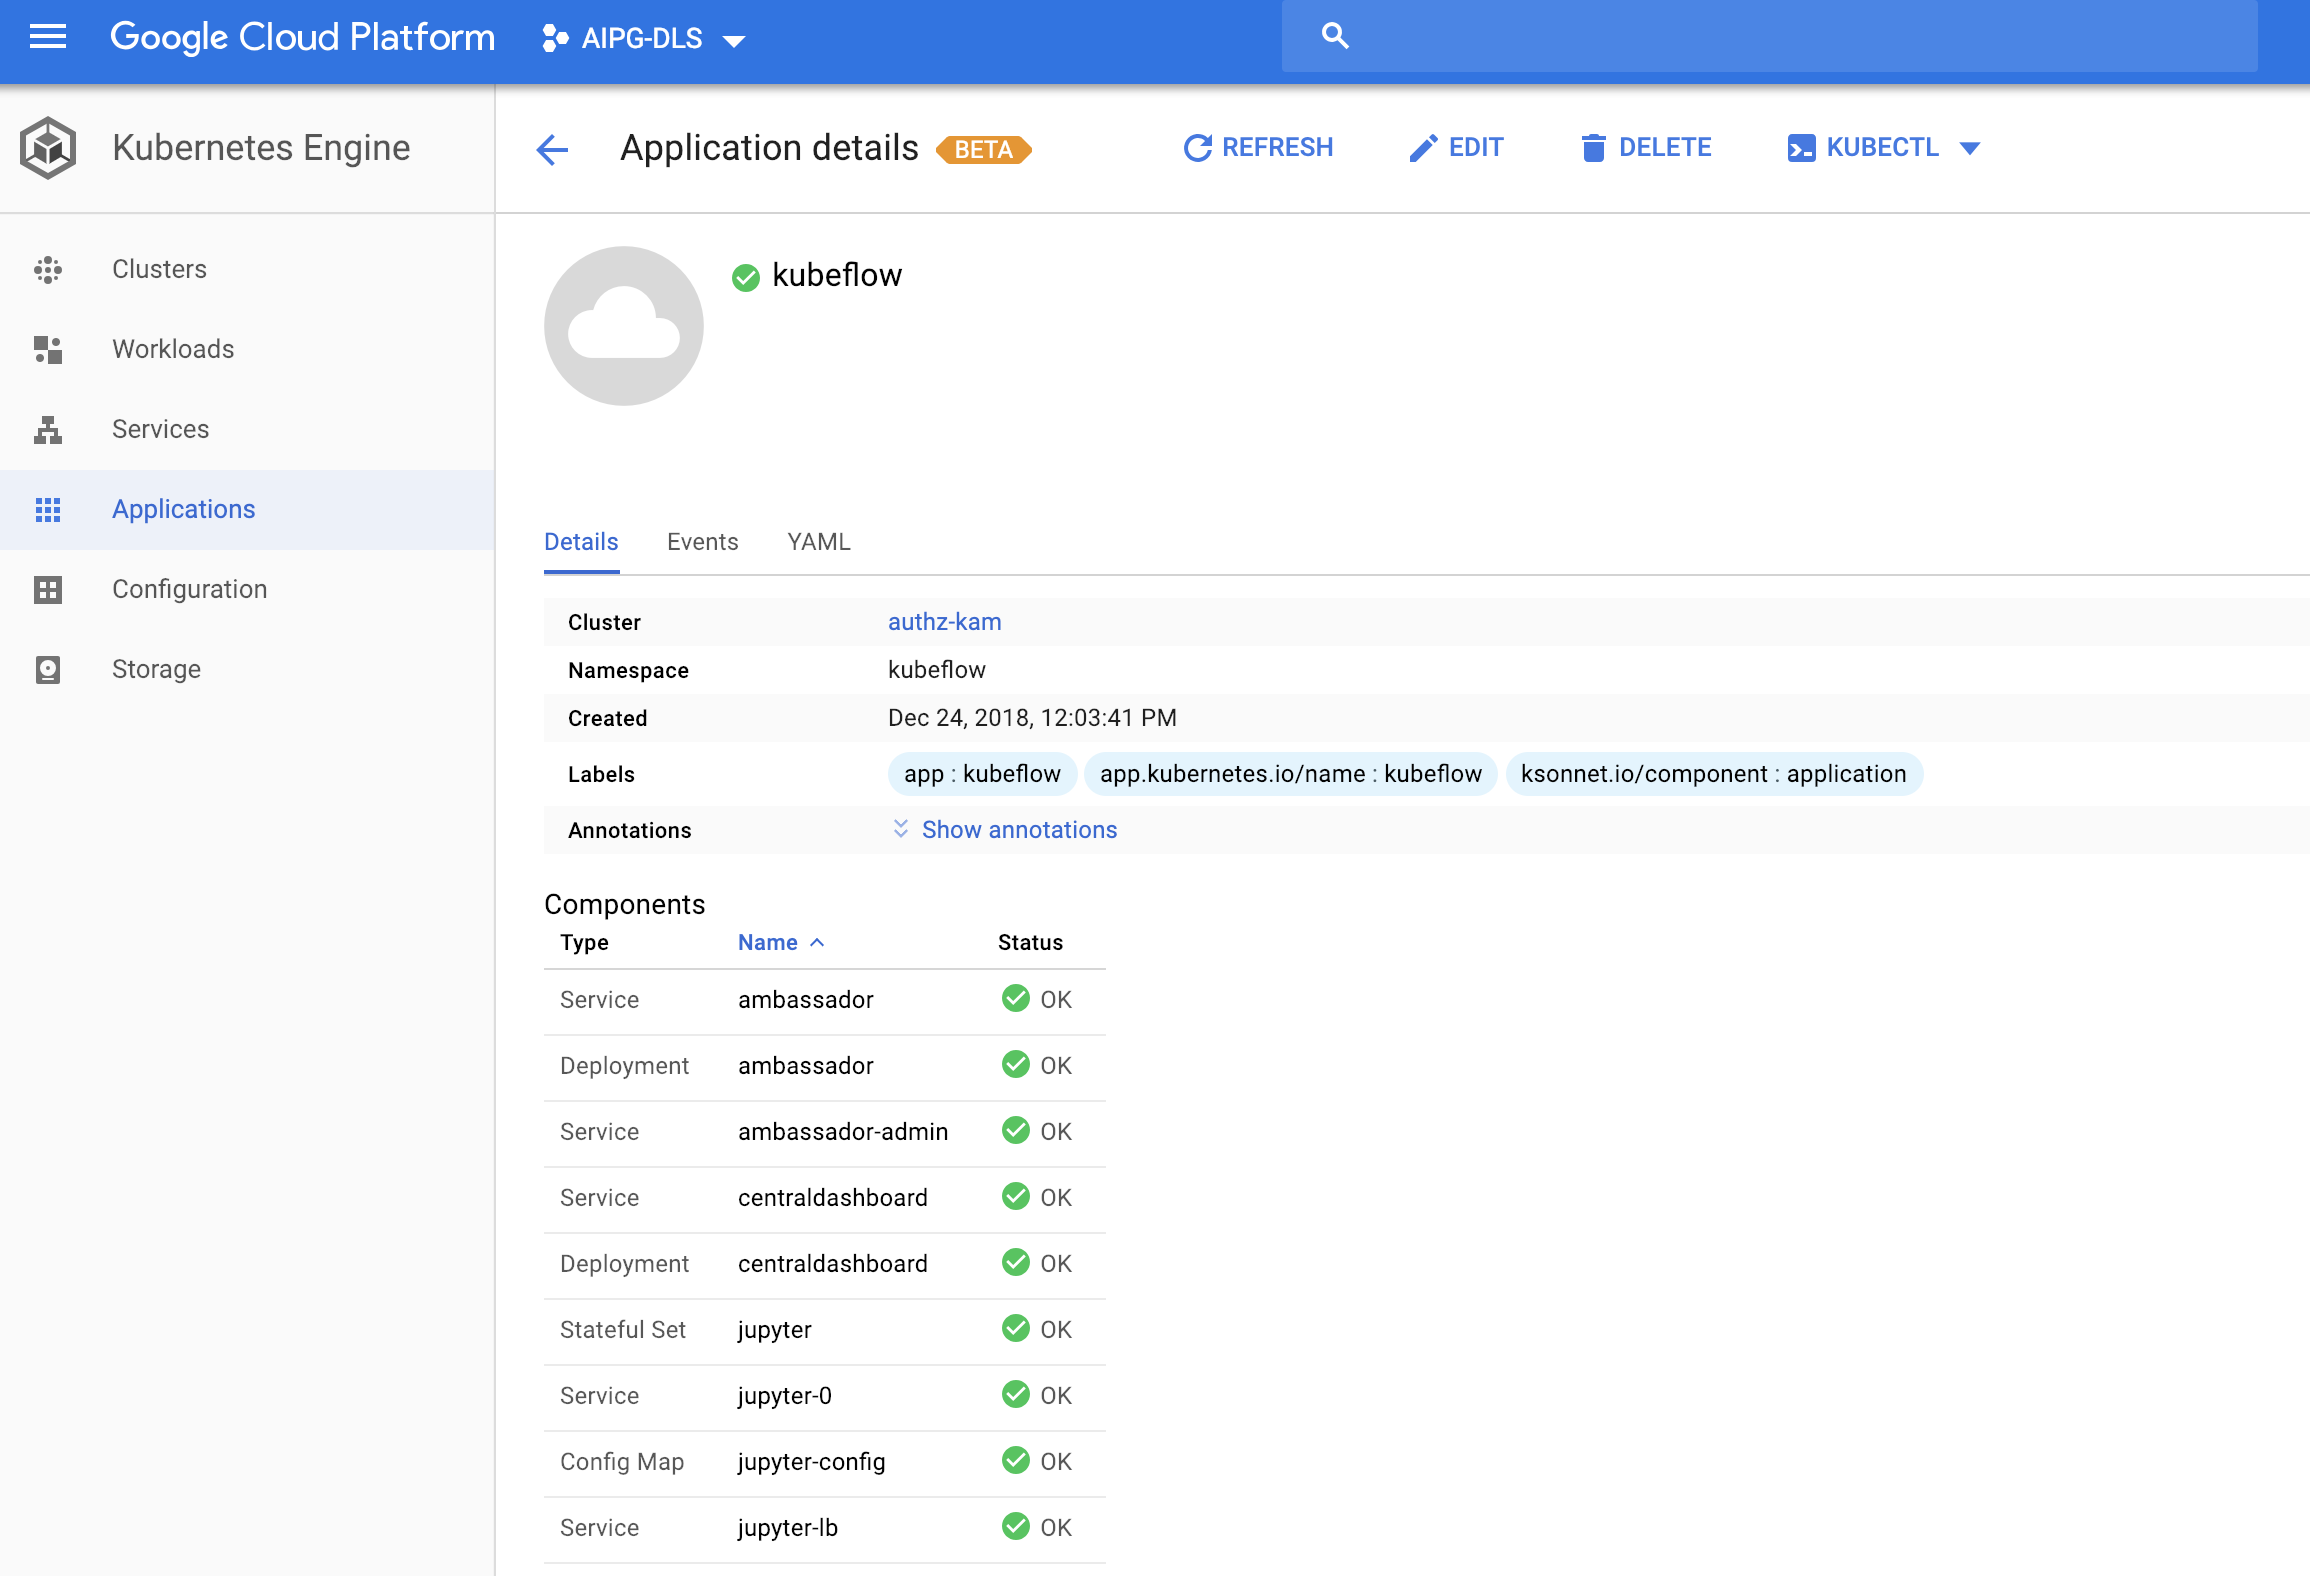 Google Cloud Platform AIPG-DLS
Kubernetes Engine
Application details BETA REFRESH EDIT DELETE KUBECTL
Clusters
Workloads
Services
Applications
Configuration
Storage
kubeflow
Details Events YAML
Cluster authz-kam
Namespace kubeflow
Created Dec 24, 2018, 12:03:41 PM
Labels app : kubeflow app.kubernetes.io/name : kubeflow ksonnet.io/component : application
Annotations Show annotations
Components
Type Name Status
Service ambassador OK
Deployment ambassador OK
Service ambassador-admin OK
Service centraldashboard OK
Deployment centraldashboard OK
Stateful Set jupyter OK
Service jupyter-0 OK
Config Map jupyter-config OK
Service jupyter-lb OK